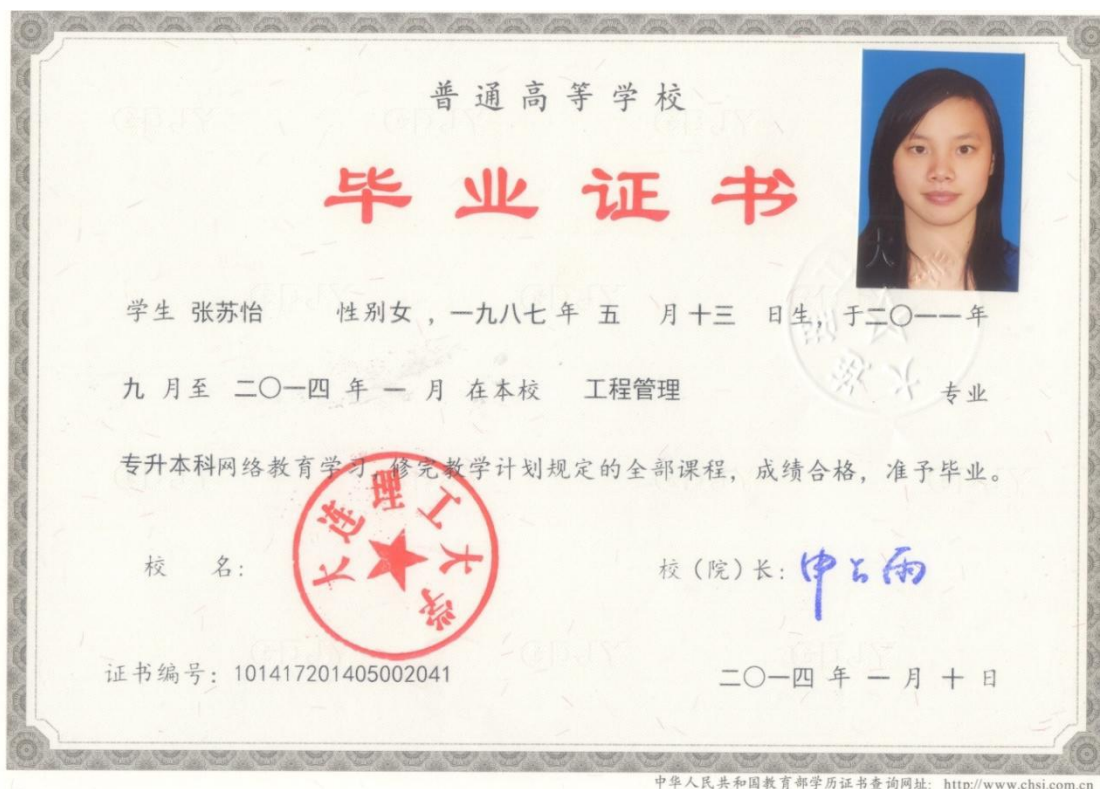 普通高等学校
毕业证书
学生 张苏怡 性别女，一九八七年 五 月十三 日生，于二〇一一年
九 月至 二〇一四 年 一 月 在本校 工程管理 专业
专升本科网络教育学习，修完教学计划规定的全部课程，成绩合格，准予毕业。
校 名：
大连理工大学
校（院）长：申长雨
证书编号：101417201405002041
二〇一四 年 一 月 十 日
中华人民共和国教育部学历证书查询网址：http://www.chsi.com.cn